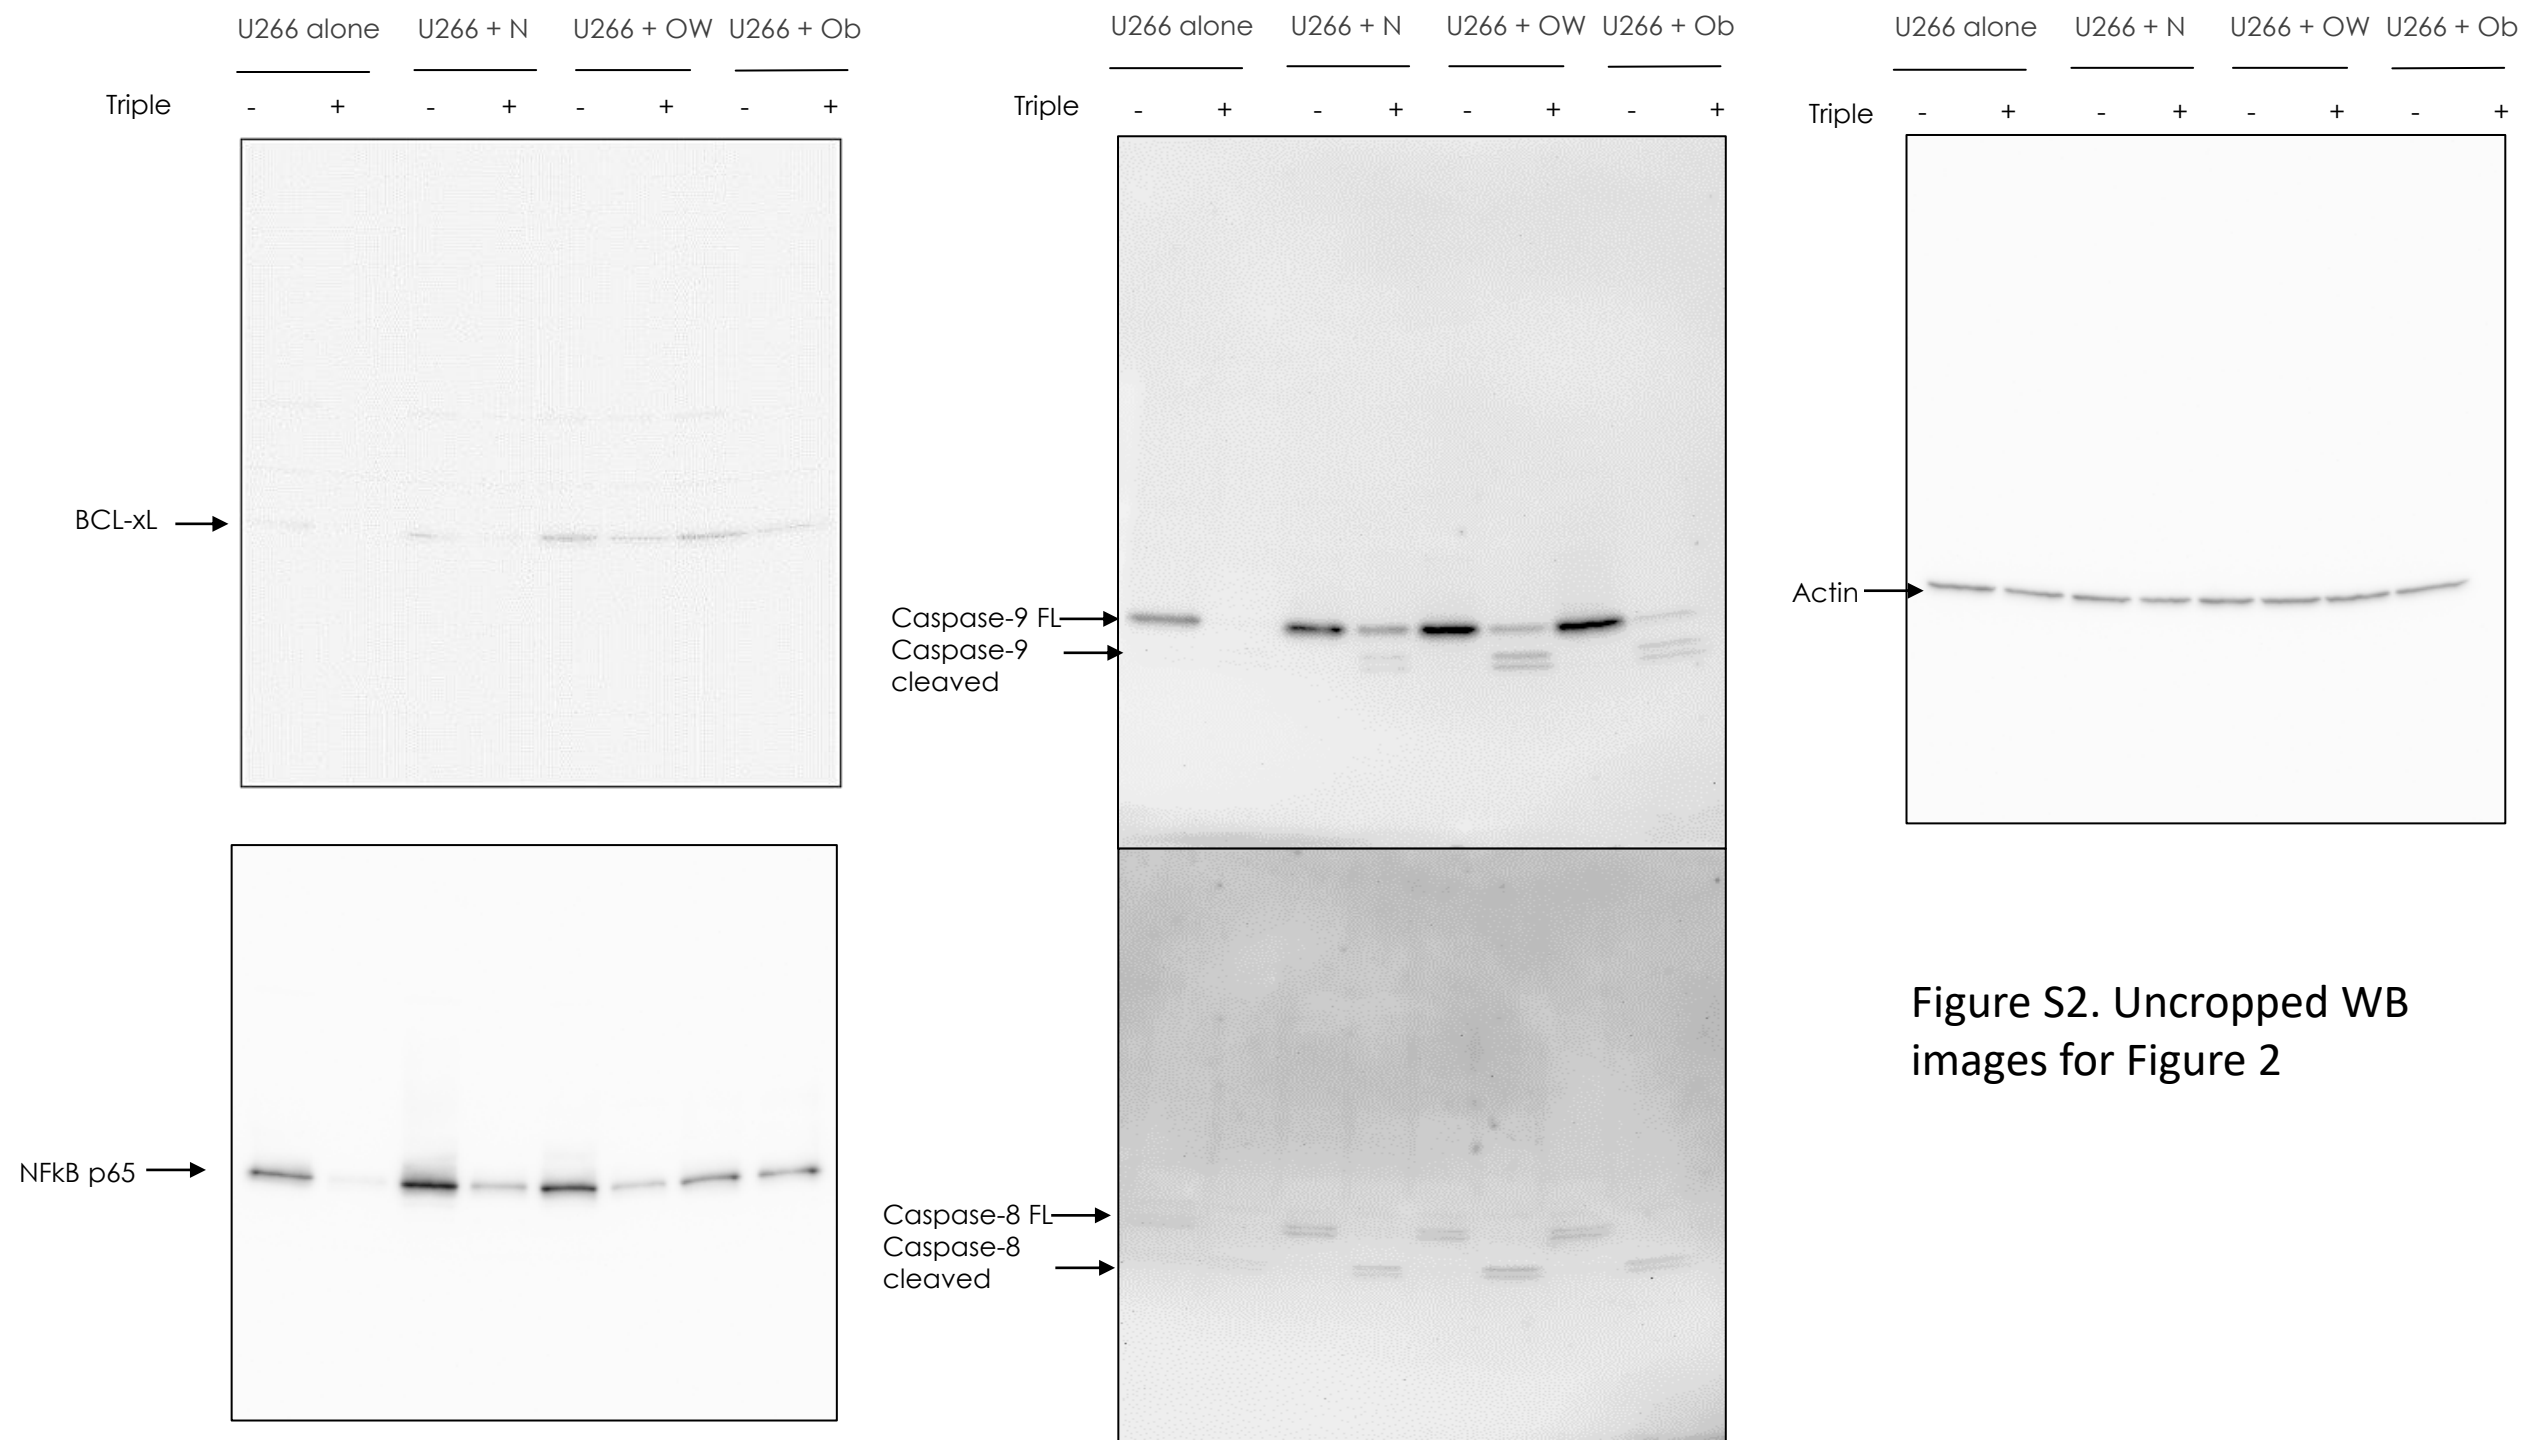 U266 alone U266 + N U266 + OW U266 + Ob
Triple - + - + - + - +
BCL-xL
NFkB p65
U266 alone U266 + N U266 + OW U266 + Ob
Triple - + - + - + - +
Caspase-9 FL
Caspase-9
cleaved
Caspase-8 FL
Caspase-8
cleaved
U266 alone U266 + N U266 + OW U266 + Ob
Triple - + - + - + - +
Actin
Figure S2. Uncropped WB
images for Figure 2